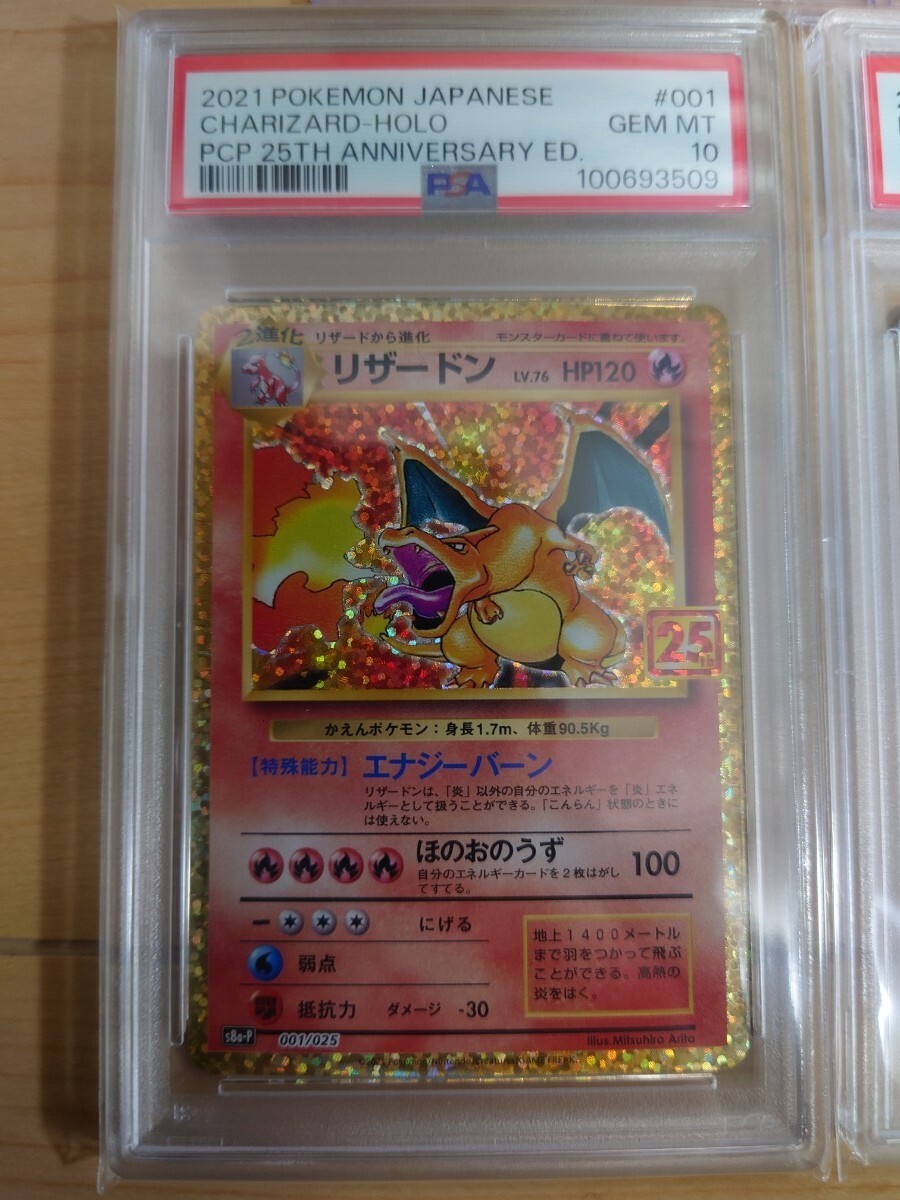 2021 POKEMON JAPANESE #001
CHARIZARD-HOLO GEM MT
PCP 25TH ANNIVERSARY ED. 10
PSA 100693509
2進化 リザードから進化 モンスターカードに重ねて使います。
リザードン LV.76 HP120
25TH
かえんポケモン：身長1.7m、体重90.5Kg
【特殊能力】エナジーバーン
リザードンは、「炎」以外の自分のエネルギーを「炎」エネ
ルギーとして扱うことができる。「こんらん」状態のときに
は使えない。
ほのおのうず 100
自分のエネルギーカードを２枚はがし
てすてる。
ー にげる
弱点
抵抗力 ダメージ -30
地上１４００メートル
まで羽をつかって飛ぶ
ことができる。高熱の
炎をはく。
s8a-P 001/025 Illus.Mitsuhiro Arita
©2021 Pokémon/Nintendo/Creatures/GAME FREAK.